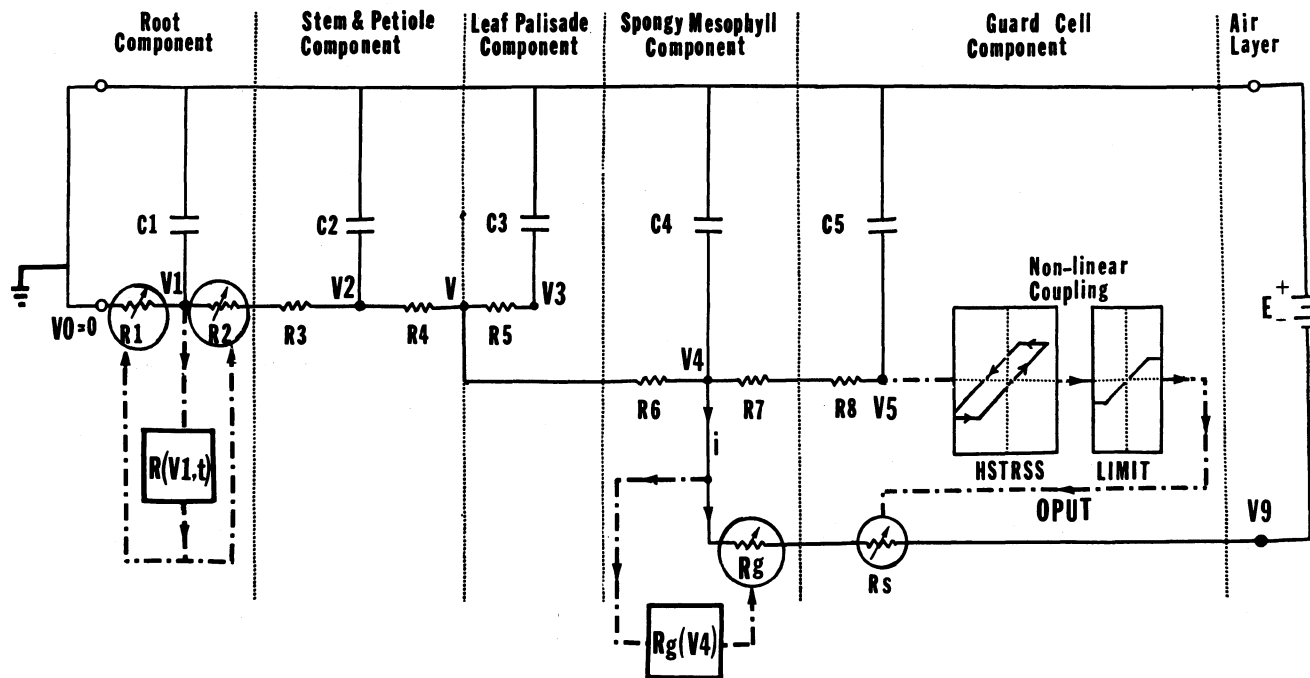 Root
Component
Stem & Petiole
Component
Leaf Palisade
Component
Spongy Mesophyll
Component
Guard Cell
Component
Air
Layer
C1
C2
C3
C4
C5
Non-linear
Coupling
V1
V2
V
V3
E + -
V0=0
R1
R2
R3
R4
R5
V4
R6
R7
R8
V5
i
R(V1,t)
HSTRSS
LIMIT
OPUT
V9
Rg
Rs
Rg(V4)